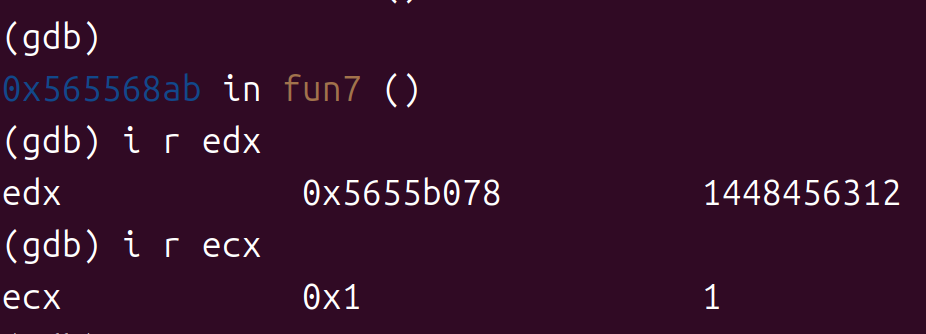 ()
(gdb)
0x565568ab in fun7 ()
(gdb) i r edx
edx 0x5655b078 1448456312
(gdb) i r ecx
ecx 0x1 1